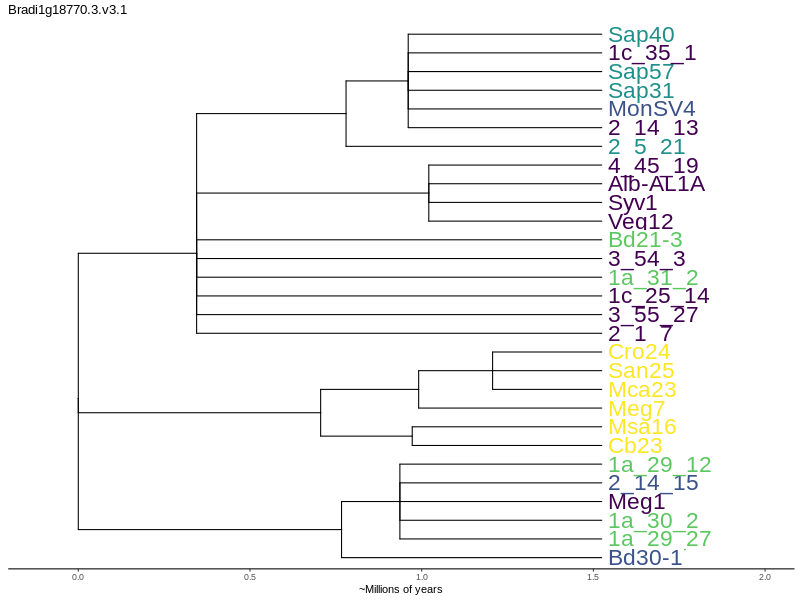 Bradi1g18770.3.v3.1
Sap40
1c_35_1
Sap57
Sap31
MonSV4
2_14_13
2_5_21
4_45_19
Alb-AL1A
Syv1
Veg12
Bd21-3
3_54_3
1a_31_2
1c_25_14
3_55_27
2_1_7
Cro24
San25
Mca23
Meg7
Msa16
Cb23
1a_29_12
2_14_15
Meg1
1a_30_2
1a_29_27
Bd30-1
0.0 0.5 1.0 1.5 2.0
~Millions of years